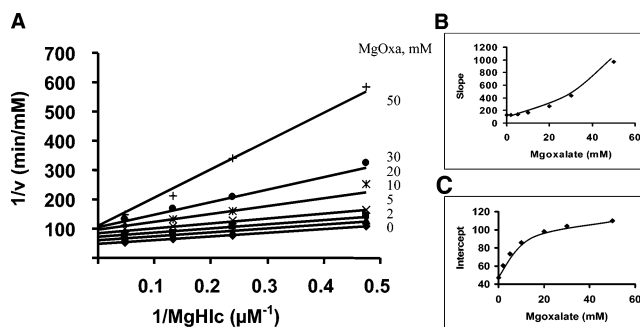 A
MgOxa, mM
700
600
500
400
300
200
100
50
30
20
10
5
2
0
1/v (min/mM)
0.1 0.2 0.3 0.4 0.5
1/MgHIc (µM-1)
B
1200
1000
800
600
400
200
0
Slope
0 20 40 60
Mgoxalate (mM)
C
120
100
80
60
40
Intercept
0 20 40 60
Mgoxalate (mM)